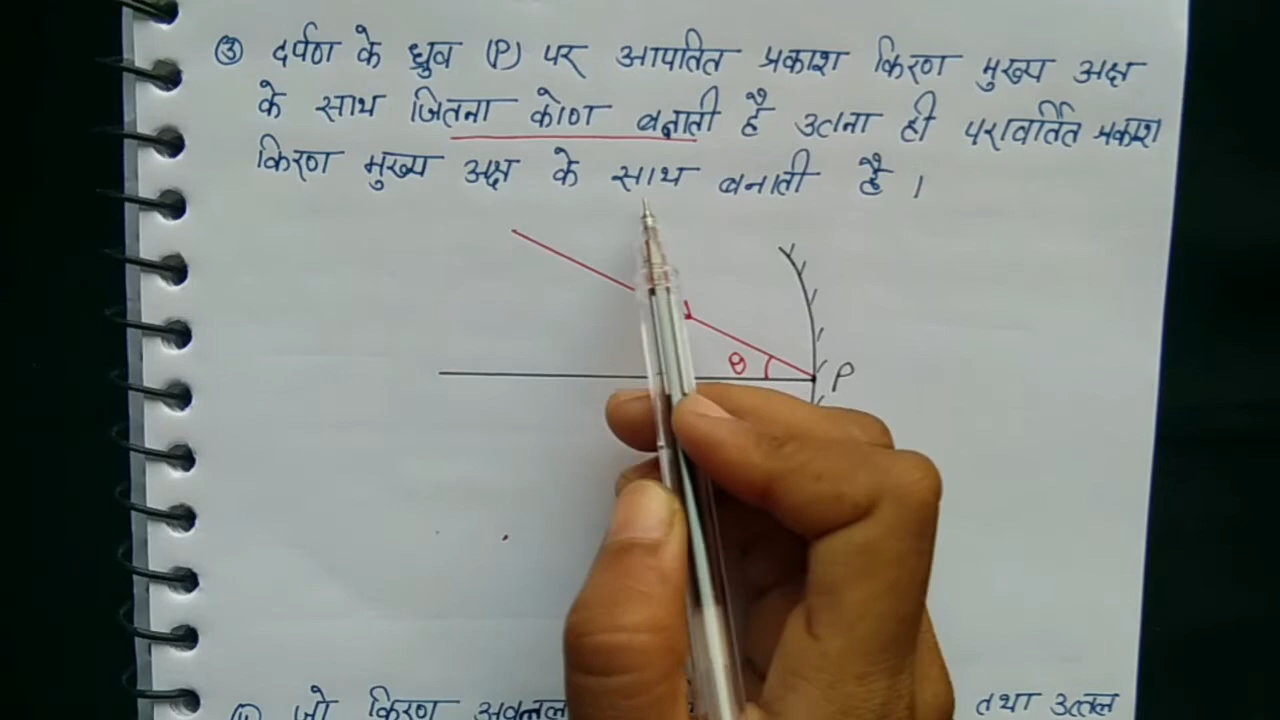 ③ दर्पण के ध्रुव (P) पर आपतित प्रकाश किरण मुख्य अक्ष
के साथ जितना कोण बनाती है उतना ही परावर्तित प्रकाश
किरण मुख्य अक्ष के साथ बनाती है ।
θ
P
जो किरण अवतल तथा उत्तल